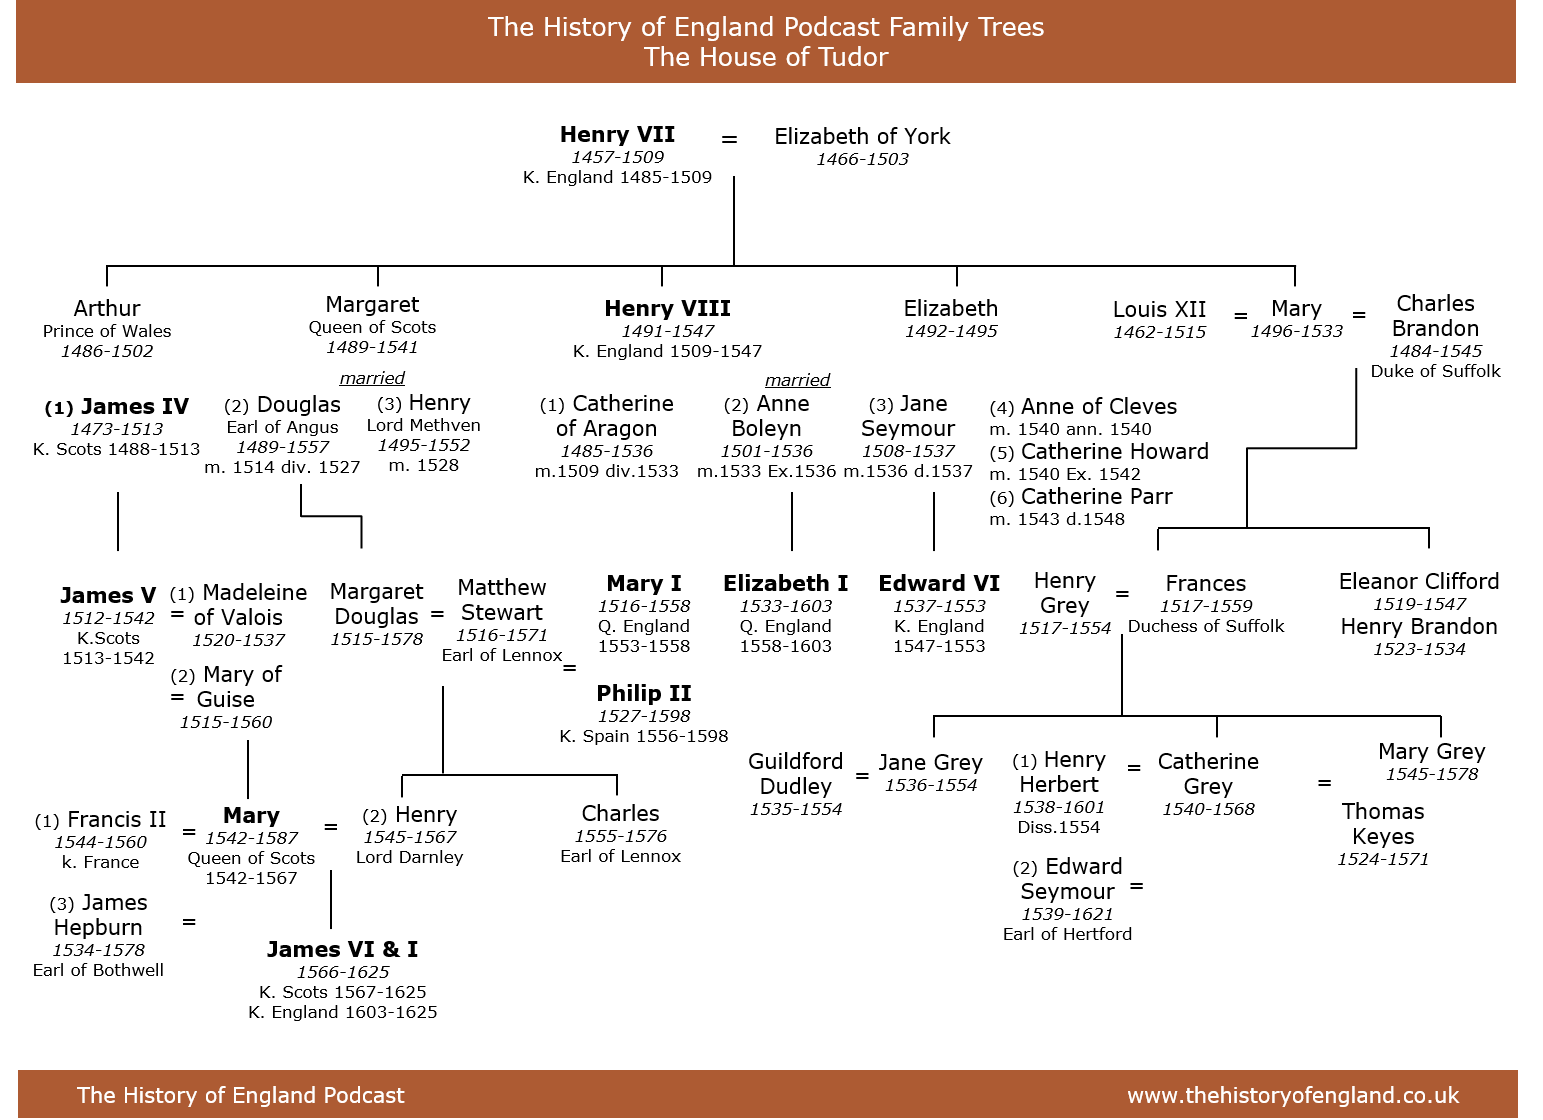 The History of England Podcast Family Trees
The House of Tudor
Henry VII
1457-1509
K. England 1485-1509
=
Elizabeth of York
1466-1503
Arthur
Prince of Wales
1486-1502
Margaret
Queen of Scots
1489-1541
Henry VIII
1491-1547
K. England 1509-1547
Elizabeth
1492-1495
Louis XII
1462-1515
=
Mary
1496-1533
=
Charles
Brandon
1484-1545
Duke of Suffolk
married
(1) James IV
1473-1513
K. Scots 1488-1513
(2) Douglas
Earl of Angus
1489-1557
m. 1514 div. 1527
(3) Henry
Lord Methven
1495-1552
m. 1528
married
(1) Catherine
of Aragon
1485-1536
m.1509 div.1533
(2) Anne
Boleyn
1501-1536
m.1533 Ex.1536
(3) Jane
Seymour
1508-1537
m.1536 d.1537
(4) Anne of Cleves
m. 1540 ann. 1540
(5) Catherine Howard
m. 1540 Ex. 1542
(6) Catherine Parr
m. 1543 d.1548
James V
1512-1542
K.Scots
1513-1542
(1) Madeleine
= of Valois
1520-1537
(2) Mary of
= Guise
1515-1560
Margaret
Douglas
1515-1578
=
Matthew
Stewart
1516-1571
Earl of Lennox
Mary I
1516-1558
Q. England
1553-1558
=
Philip II
1527-1598
K. Spain 1556-1598
Elizabeth I
1533-1603
Q. England
1558-1603
Edward VI
1537-1553
K. England
1547-1553
Henry
Grey
1517-1554
=
Frances
1517-1559
Duchess of Suffolk
Eleanor Clifford
1519-1547
Henry Brandon
1523-1534
(1) Francis II
1544-1560
k. France
=
Mary
1542-1587
Queen of Scots
1542-1567
=
(2) Henry
1545-1567
Lord Darnley
Charles
1555-1576
Earl of Lennox
Guildford
Dudley
1535-1554
=
Jane Grey
1536-1554
(1) Henry
Herbert
1538-1601
Diss.1554
=
Catherine
Grey
1540-1568
Mary Grey
1545-1578
=
Thomas
Keyes
1524-1571
(2) Edward
Seymour
1539-1621
Earl of Hertford
=
(3) James
Hepburn
1534-1578
Earl of Bothwell
=
James VI & I
1566-1625
K. Scots 1567-1625
K. England 1603-1625
The History of England Podcast
www.thehistoryofengland.co.uk